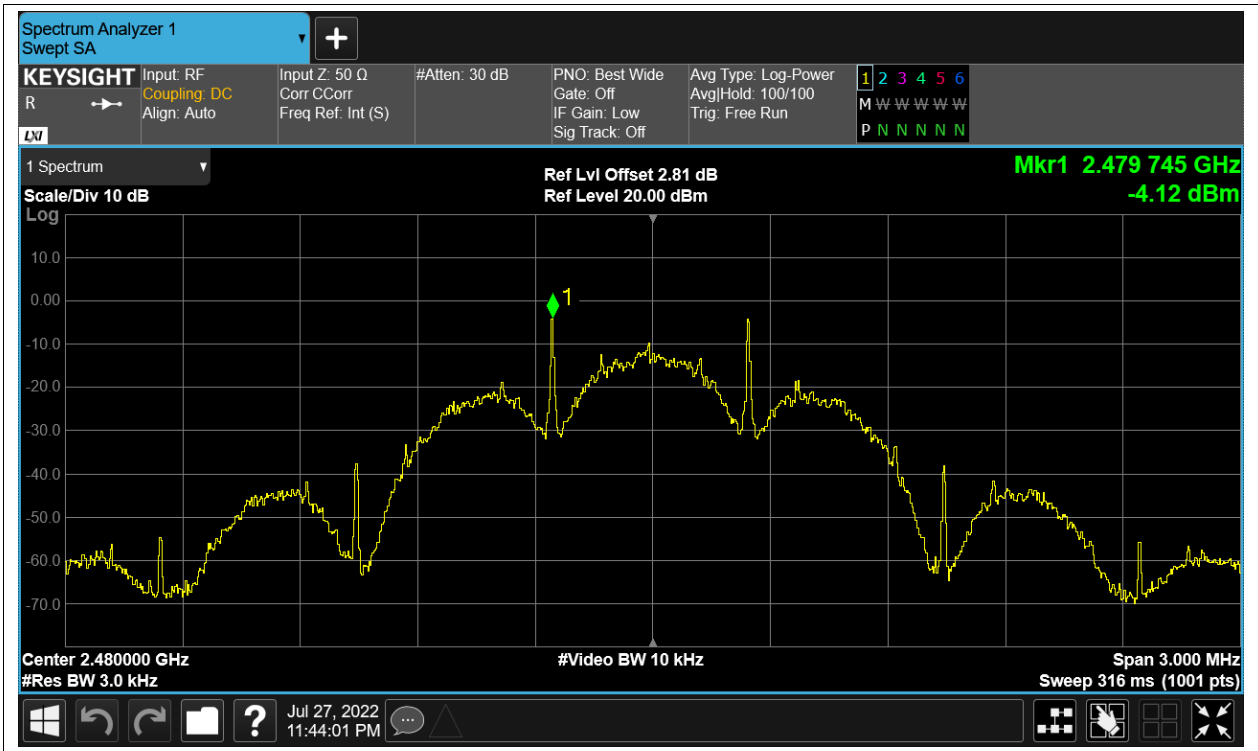 Spectrum Analyzer 1
Swept SA
+
KEYSIGHT
R
LXI
Input: RF
Coupling: DC
Align: Auto
Input Z: 50 Ω
Corr CCorr
Freq Ref: Int (S)
#Atten: 30 dB
PNO: Best Wide
Gate: Off
IF Gain: Low
Sig Track: Off
Avg Type: Log-Power
Avg|Hold: 100/100
Trig: Free Run
1 2 3 4 5 6
M W W W W W W
P N N N N N N
1 Spectrum
Scale/Div 10 dB
Log
Ref Lvl Offset 2.81 dB
Ref Level 20.00 dBm
Mkr1 2.479 745 GHz
-4.12 dBm
10.0
0.00
-10.0
-20.0
-30.0
-40.0
-50.0
-60.0
-70.0
1
Center 2.480000 GHz
#Res BW 3.0 kHz
#Video BW 10 kHz
Span 3.000 MHz
Sweep 316 ms (1001 pts)
?
Jul 27, 2022
11:44:01 PM